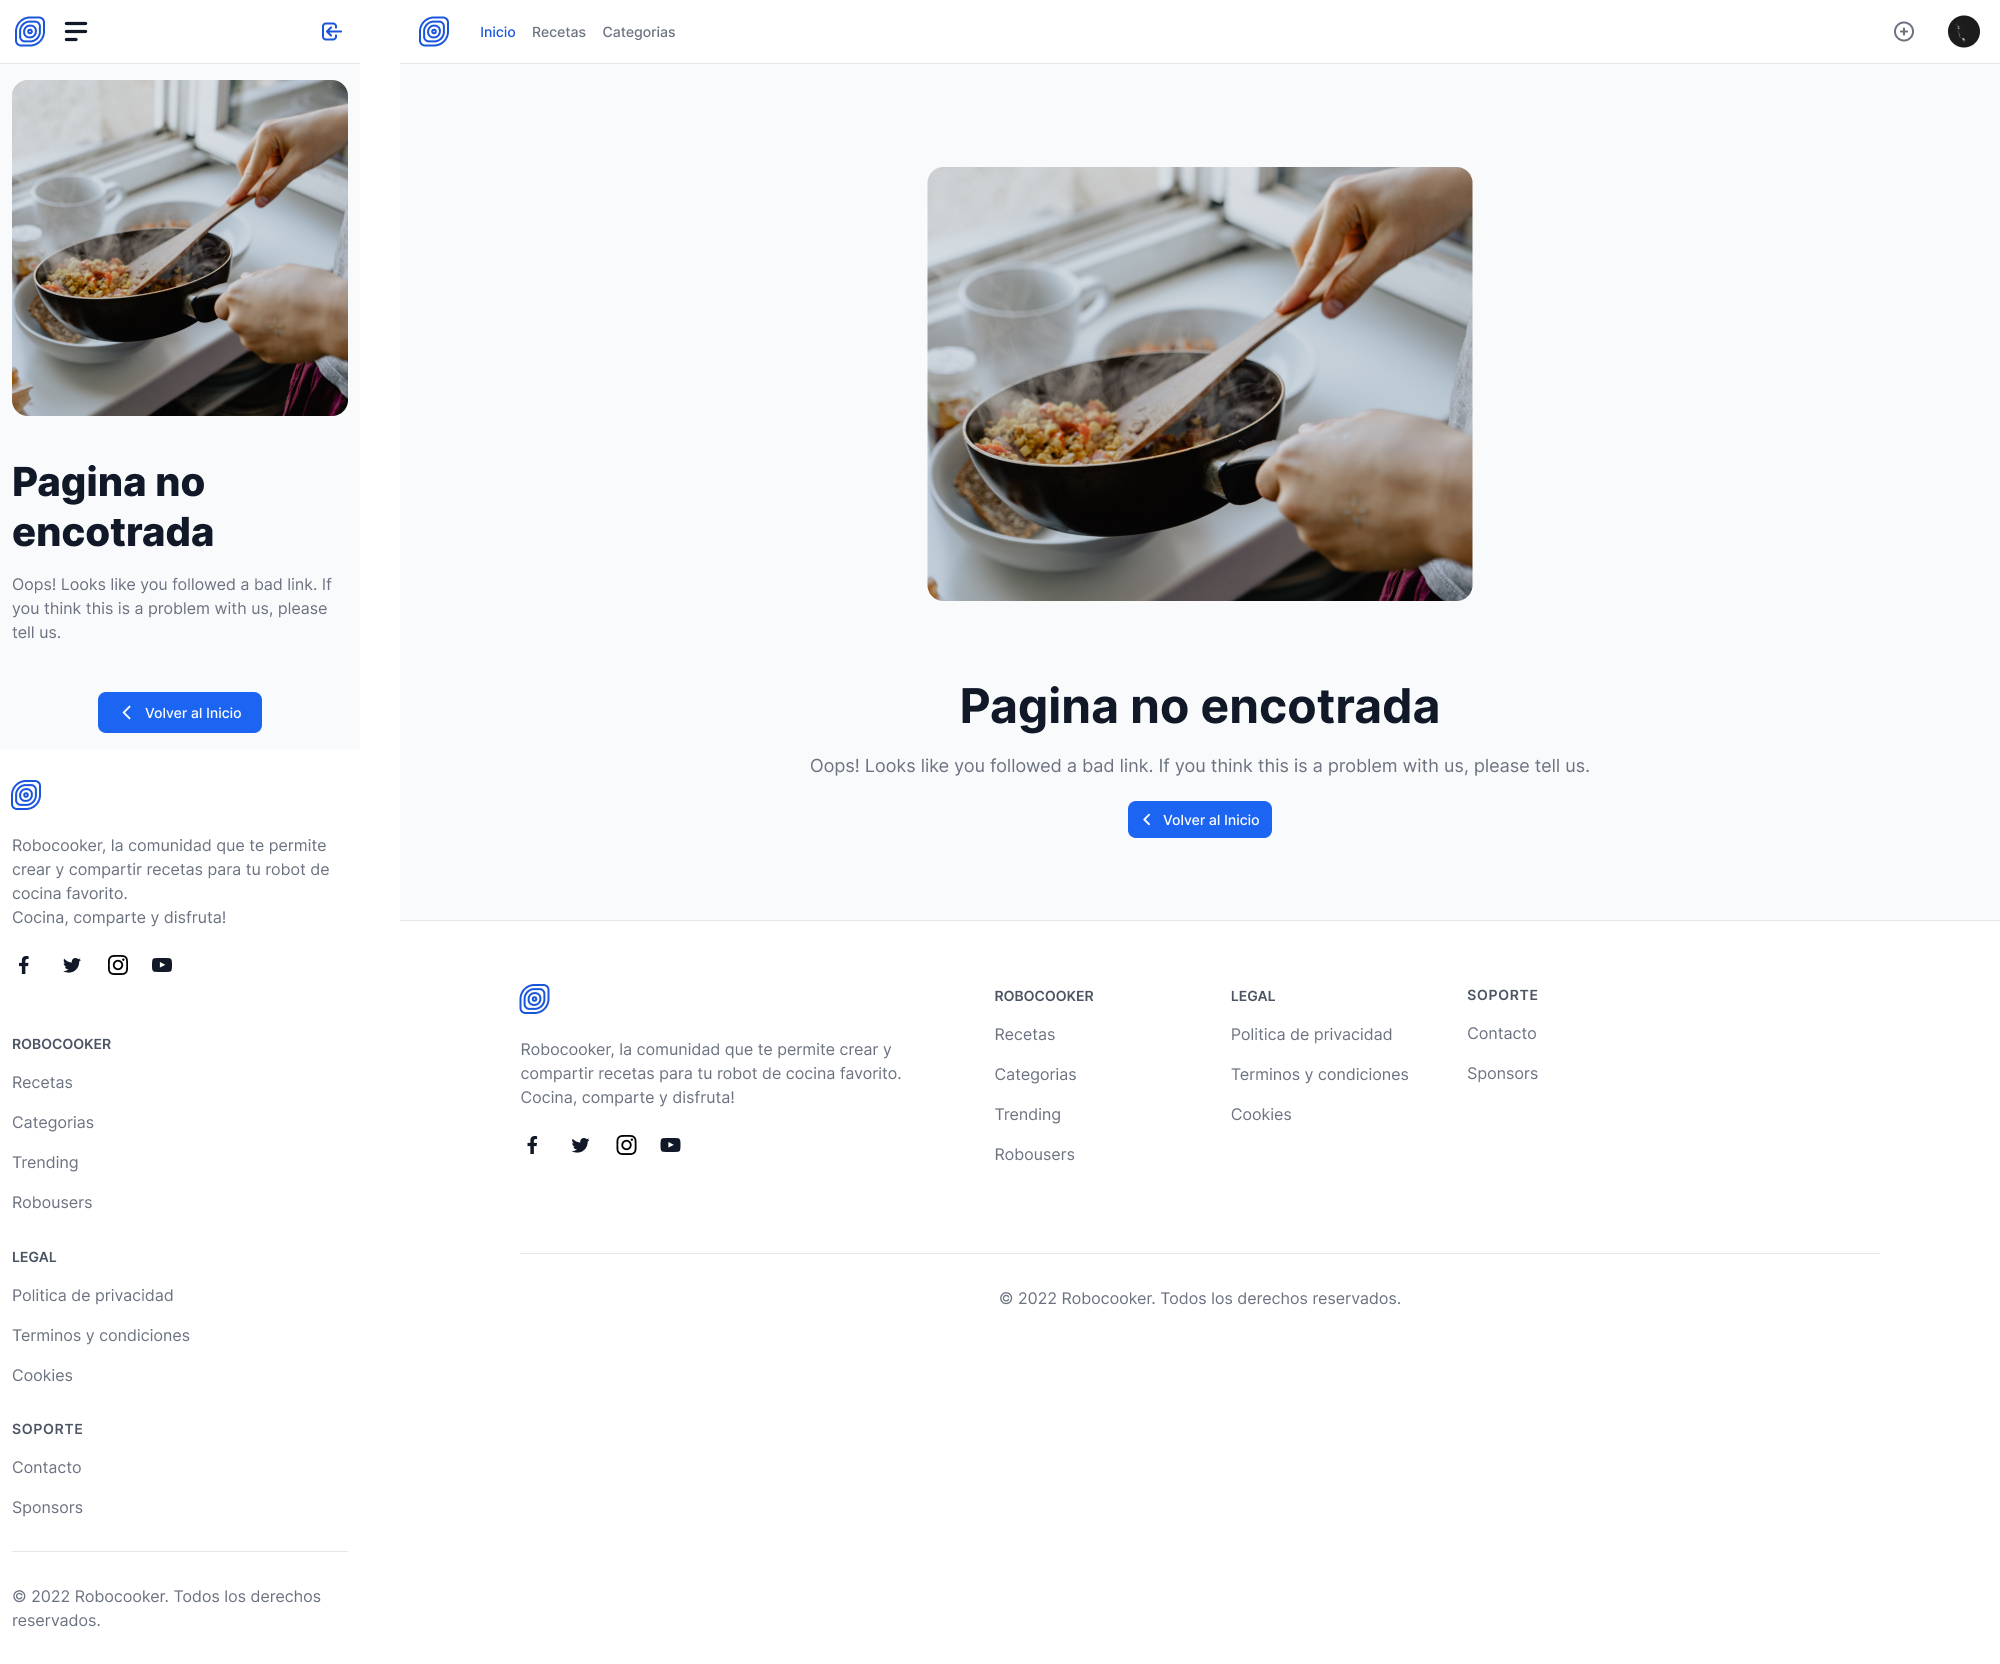 Pagina no
encotrada
Oops! Looks like you followed a bad link. If
you think this is a problem with us, please
tell us.
Volver al Inicio
Robocooker, la comunidad que te permite
crear y compartir recetas para tu robot de
cocina favorito.
Cocina, comparte y disfruta!
ROBOCOOKER
Recetas
Categorias
Trending
Robousers
LEGAL
Politica de privacidad
Terminos y condiciones
Cookies
SOPORTE
Contacto
Sponsors
© 2022 Robocooker. Todos los derechos
reservados.
Inicio Recetas Categorias
Pagina no encotrada
Oops! Looks like you followed a bad link. If you think this is a problem with us, please tell us.
Volver al Inicio
Robocooker, la comunidad que te permite crear y
compartir recetas para tu robot de cocina favorito.
Cocina, comparte y disfruta!
ROBOCOOKER
Recetas
Categorias
Trending
Robousers
LEGAL
Politica de privacidad
Terminos y condiciones
Cookies
SOPORTE
Contacto
Sponsors
© 2022 Robocooker. Todos los derechos reservados.